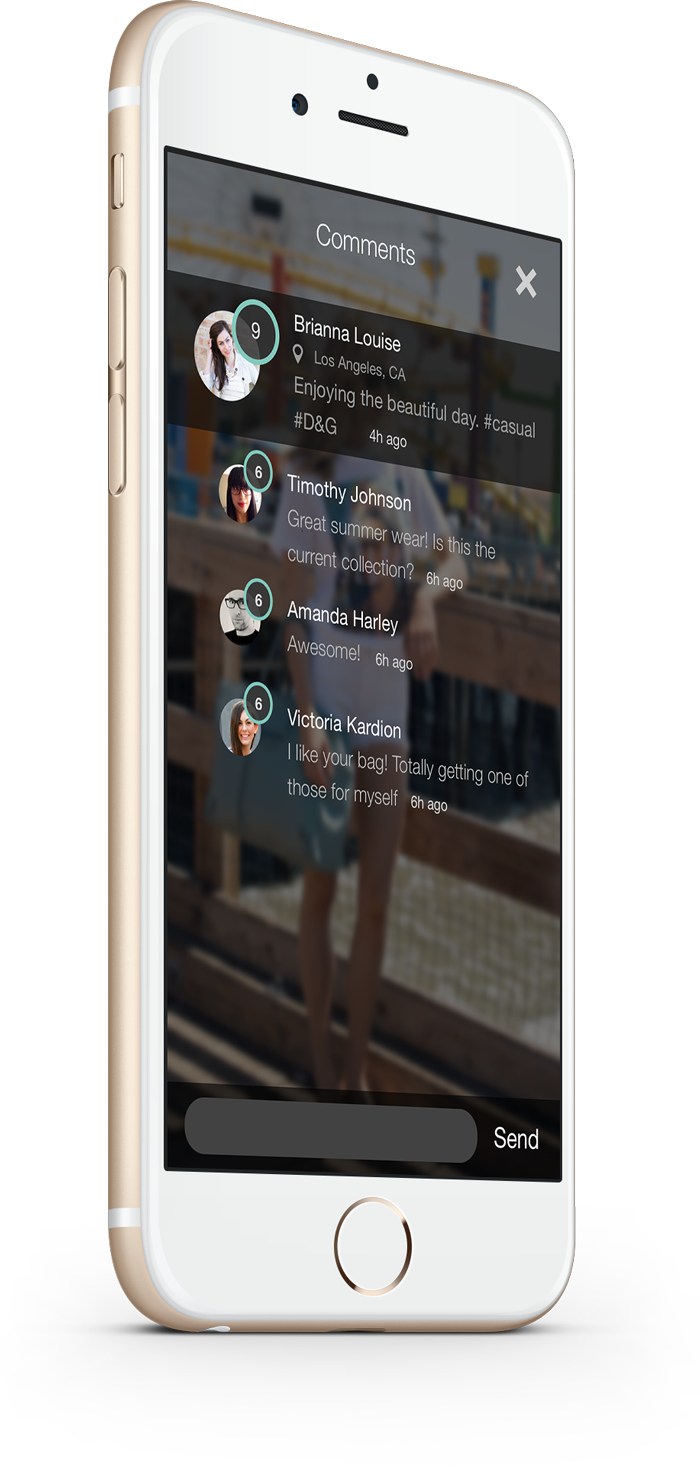 Comments
9
Brianna Louise
Los Angeles, CA
Enjoying the beautiful day. #casual
#D&G 4h ago
6
Timothy Johnson
Great summer wear! Is this the
current collection? 6h ago
6
Amanda Harley
Awesome! 6h ago
6
Victoria Kardion
I like your bag! Totally getting one of
those for myself 6h ago
Send